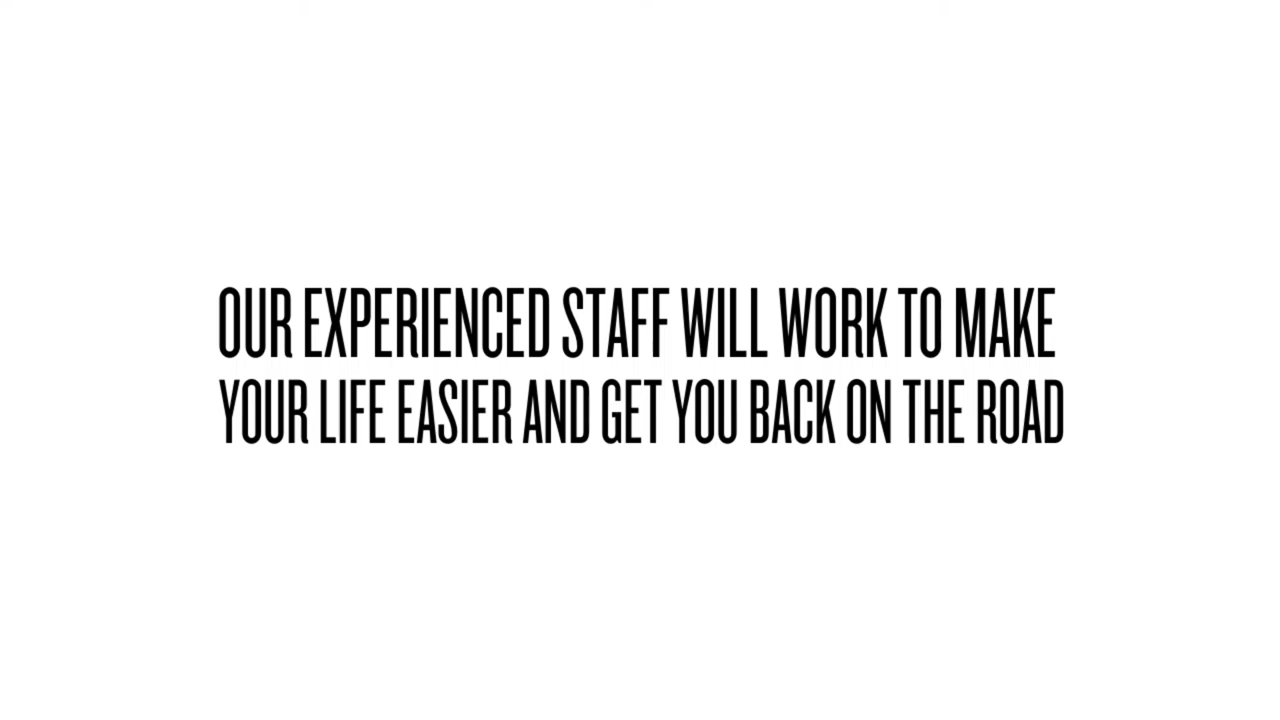 OUR EXPERIENCED STAFF WILL WORK TO MAKE
YOUR LIFE EASIER AND GET YOU BACK ON THE ROAD